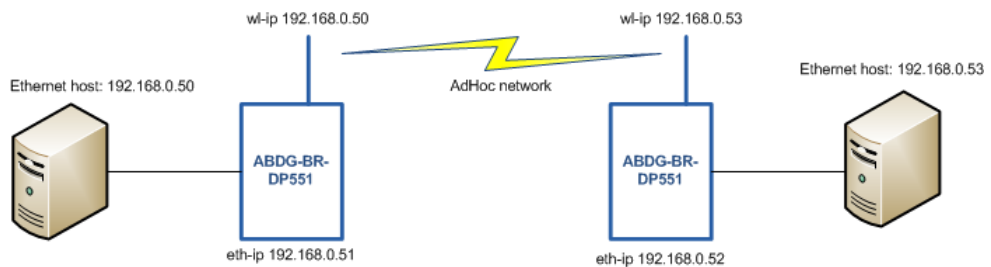 wl-ip 192.168.0.50
wl-ip 192.168.0.53
Ethernet host: 192.168.0.50
AdHoc network
Ethernet host: 192.168.0.53
ABDG-BR-
DP551
ABDG-BR-
DP551
eth-ip 192.168.0.51
eth-ip 192.168.0.52